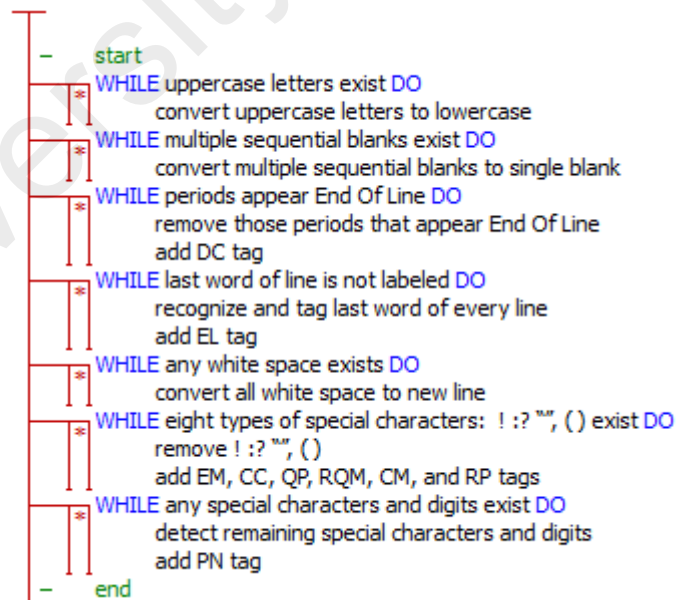 - start
WHILE uppercase letters exist DO
* convert uppercase letters to lowercase
WHILE multiple sequential blanks exist DO
* convert multiple sequential blanks to single blank
WHILE periods appear End Of Line DO
* remove those periods that appear End Of Line
add DC tag
WHILE last word of line is not labeled DO
* recognize and tag last word of every line
add EL tag
WHILE any white space exists DO
* convert all white space to new line
WHILE eight types of special characters: ! :? “”, ( ) exist DO
* remove ! :? “”, ( )
add EM, CC, QP, RQM, CM, and RP tags
WHILE any special characters and digits exist DO
* detect remaining special characters and digits
add PN tag
- end